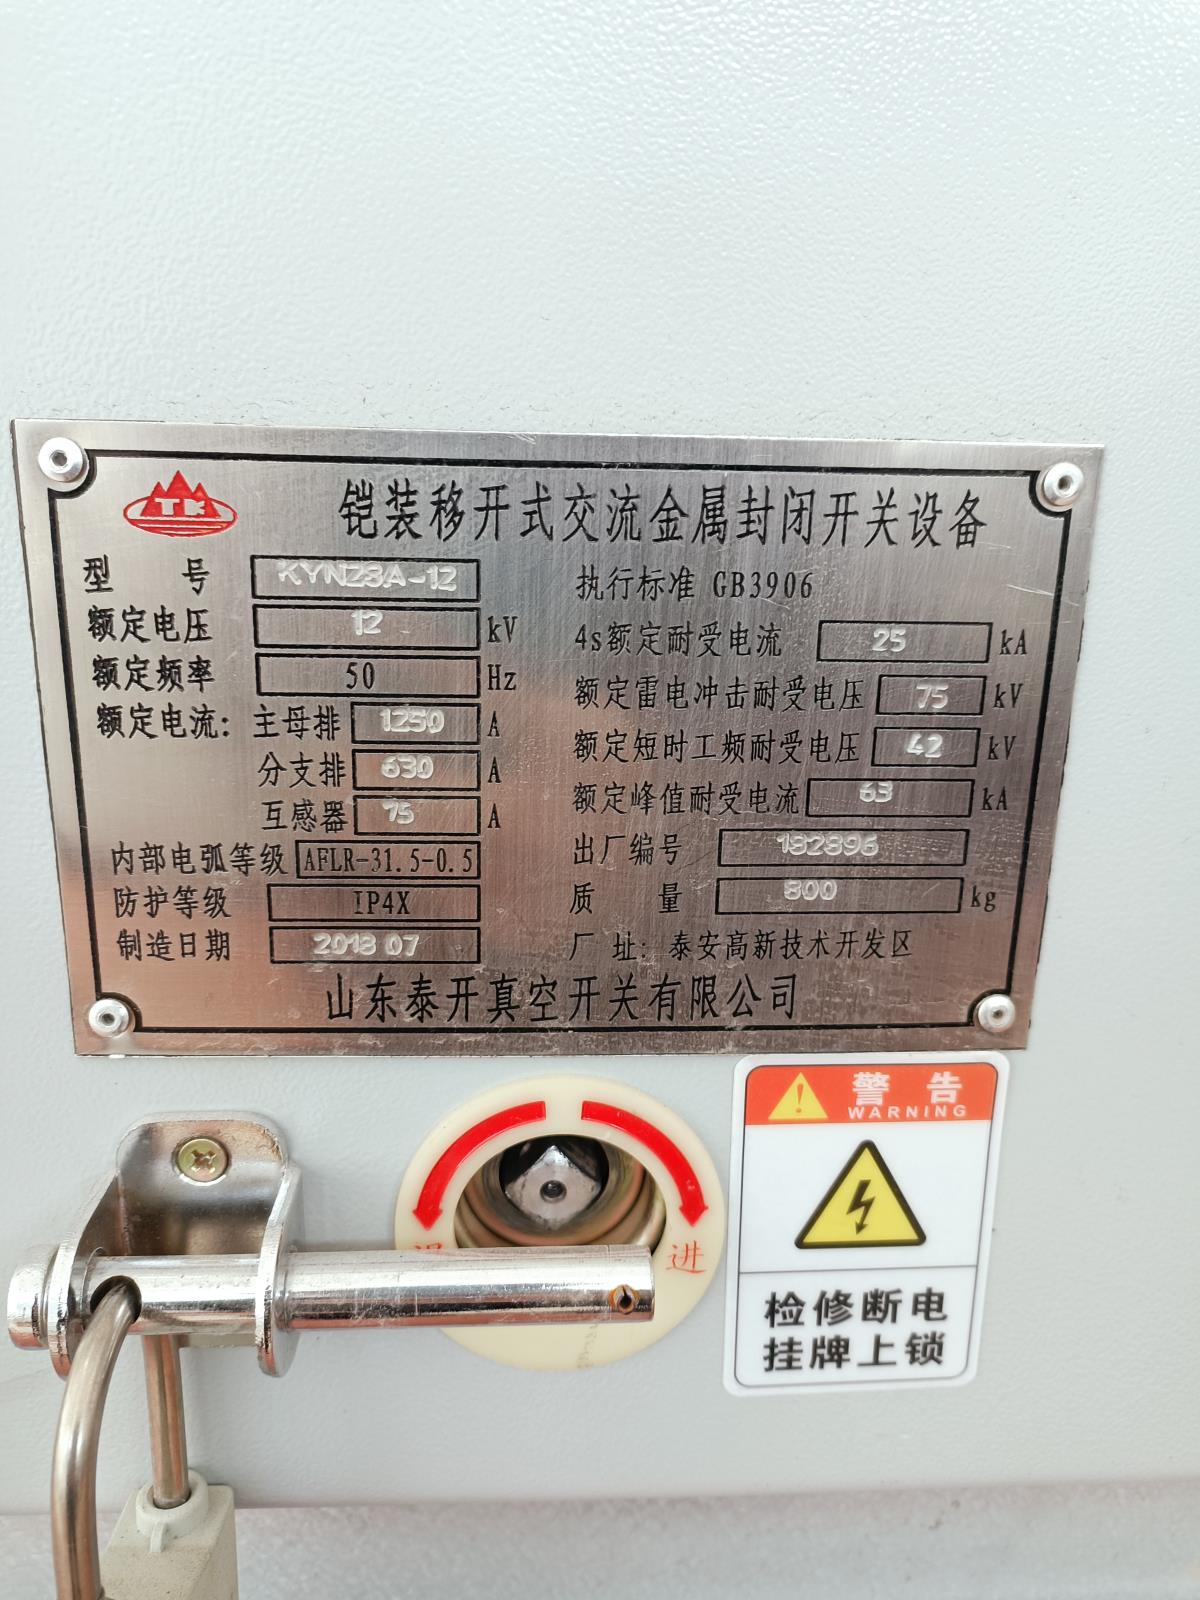 TK
铠装移开式交流金属封闭开关设备
型 号 KYNZ8A-12
额定电压 12 kV
额定频率 50 Hz
额定电流: 主母排 1250 A
分支排 630 A
互感器 75 A
内部电弧等级 AFLR-31.5-0.5
防护等级 IP4X
制造日期 2018 07
执行标准 GB3906
4s额定耐受电流 25 kA
额定雷电冲击耐受电压 75 kV
额定短时工频耐受电压 42 kV
额定峰值耐受电流 63 kA
出厂编号 182896
质 量 800 kg
厂 址: 泰安高新技术开发区
山东泰开真空开关有限公司
进
警 告
WARNING
检修断电
挂牌上锁